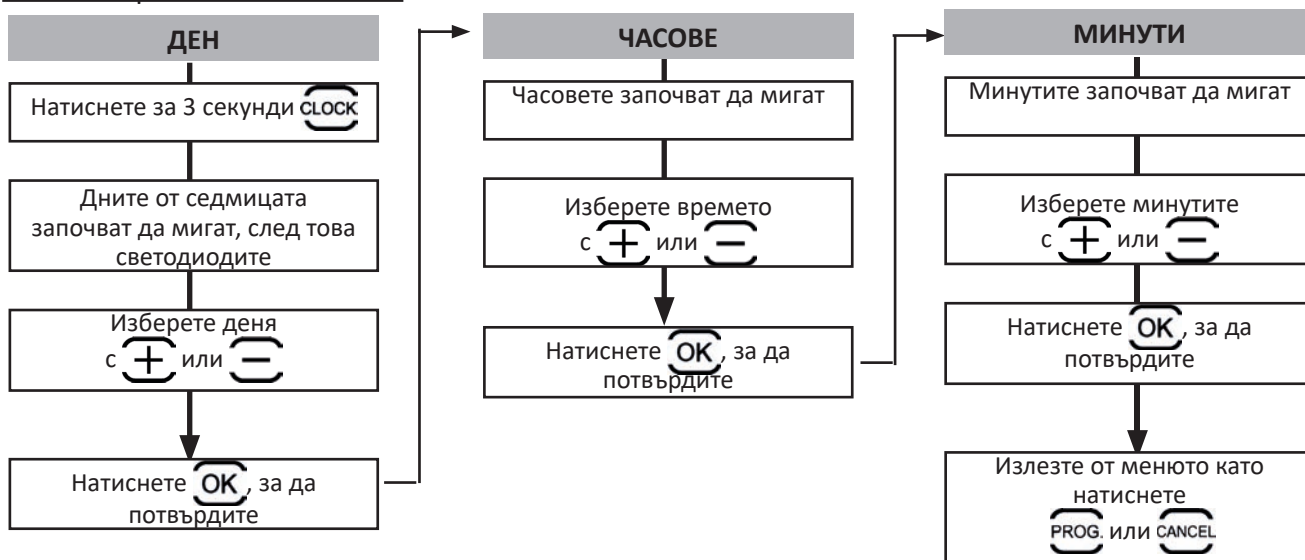 ДЕН
Натиснете за 3 секунди CLOCK
Дните от седмицата
започват да мигат, след това
светодиодите
Изберете деня
с + или −
Натиснете OK, за да
потвърдите
ЧАСОВЕ
Часовете започват да мигат
Изберете времето
с + или −
Натиснете OK, за да
потвърдите
МИНУТИ
Минутите започват да мигат
Изберете минутите
с + или −
Натиснете OK, за да
потвърдите
Излезте от менюто като
натиснете
PROG. или CANCEL